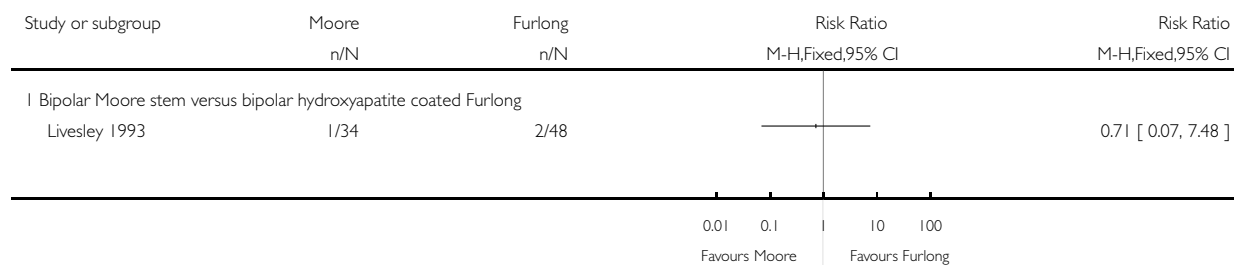 Study or subgroup Moore Furlong Risk Ratio Risk Ratio
n/N n/N M-H,Fixed,95% CI M-H,Fixed,95% CI
1 Bipolar Moore stem versus bipolar hydroxyapatite coated Furlong
Livesley 1993 1/34 2/48 0.71 [ 0.07, 7.48 ]
0.01 0.1 1 10 100
Favours Moore Favours Furlong